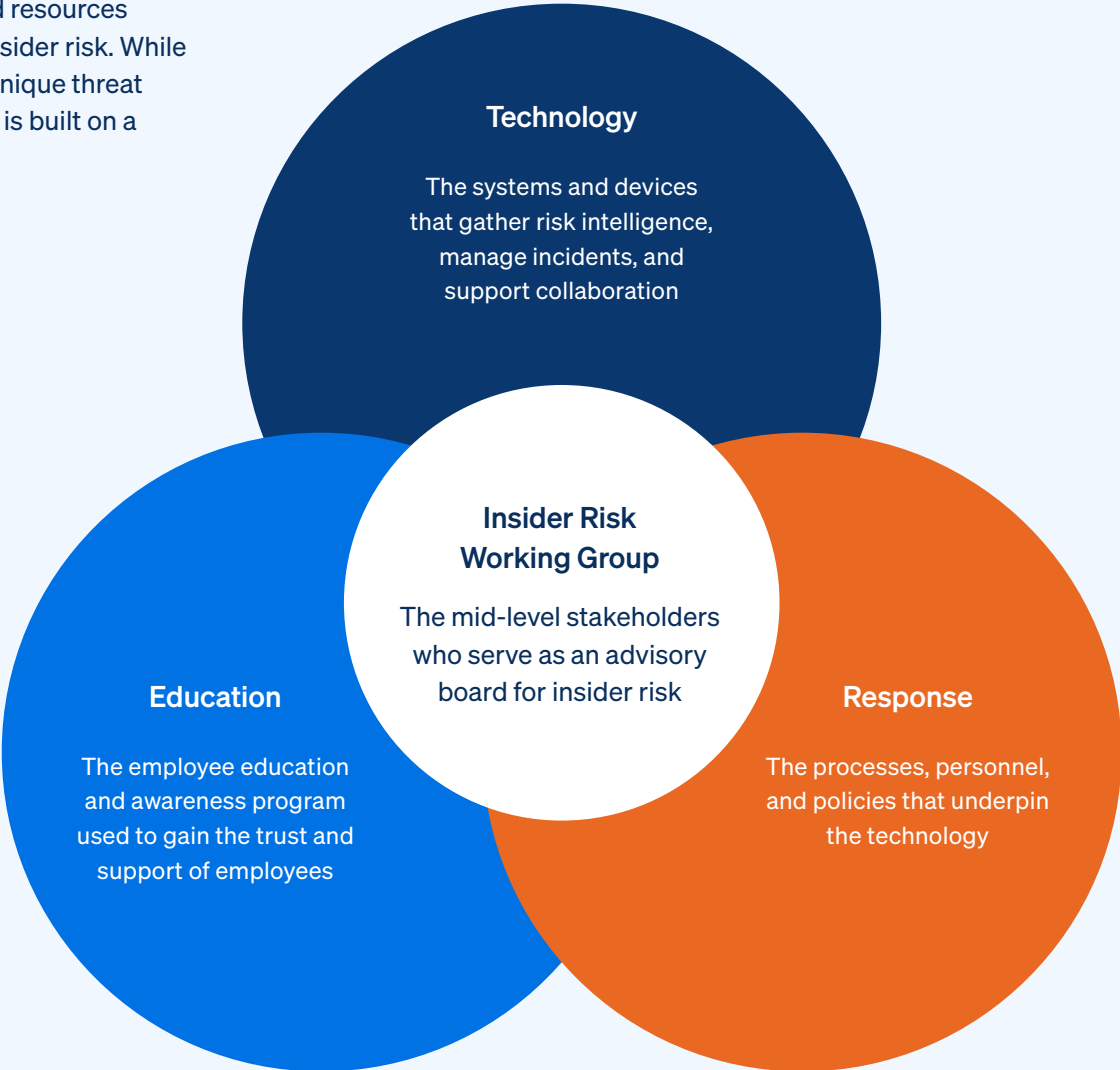 resources
risk. While
threat
is built on a
Technology
The systems and devices
that gather risk intelligence,
manage incidents, and
support collaboration
Insider Risk
Working Group
The mid-level stakeholders
who serve as an advisory
board for insider risk
Education
The employee education
and awareness program
used to gain the trust and
support of employees
Response
The processes, personnel,
and policies that underpin
the technology